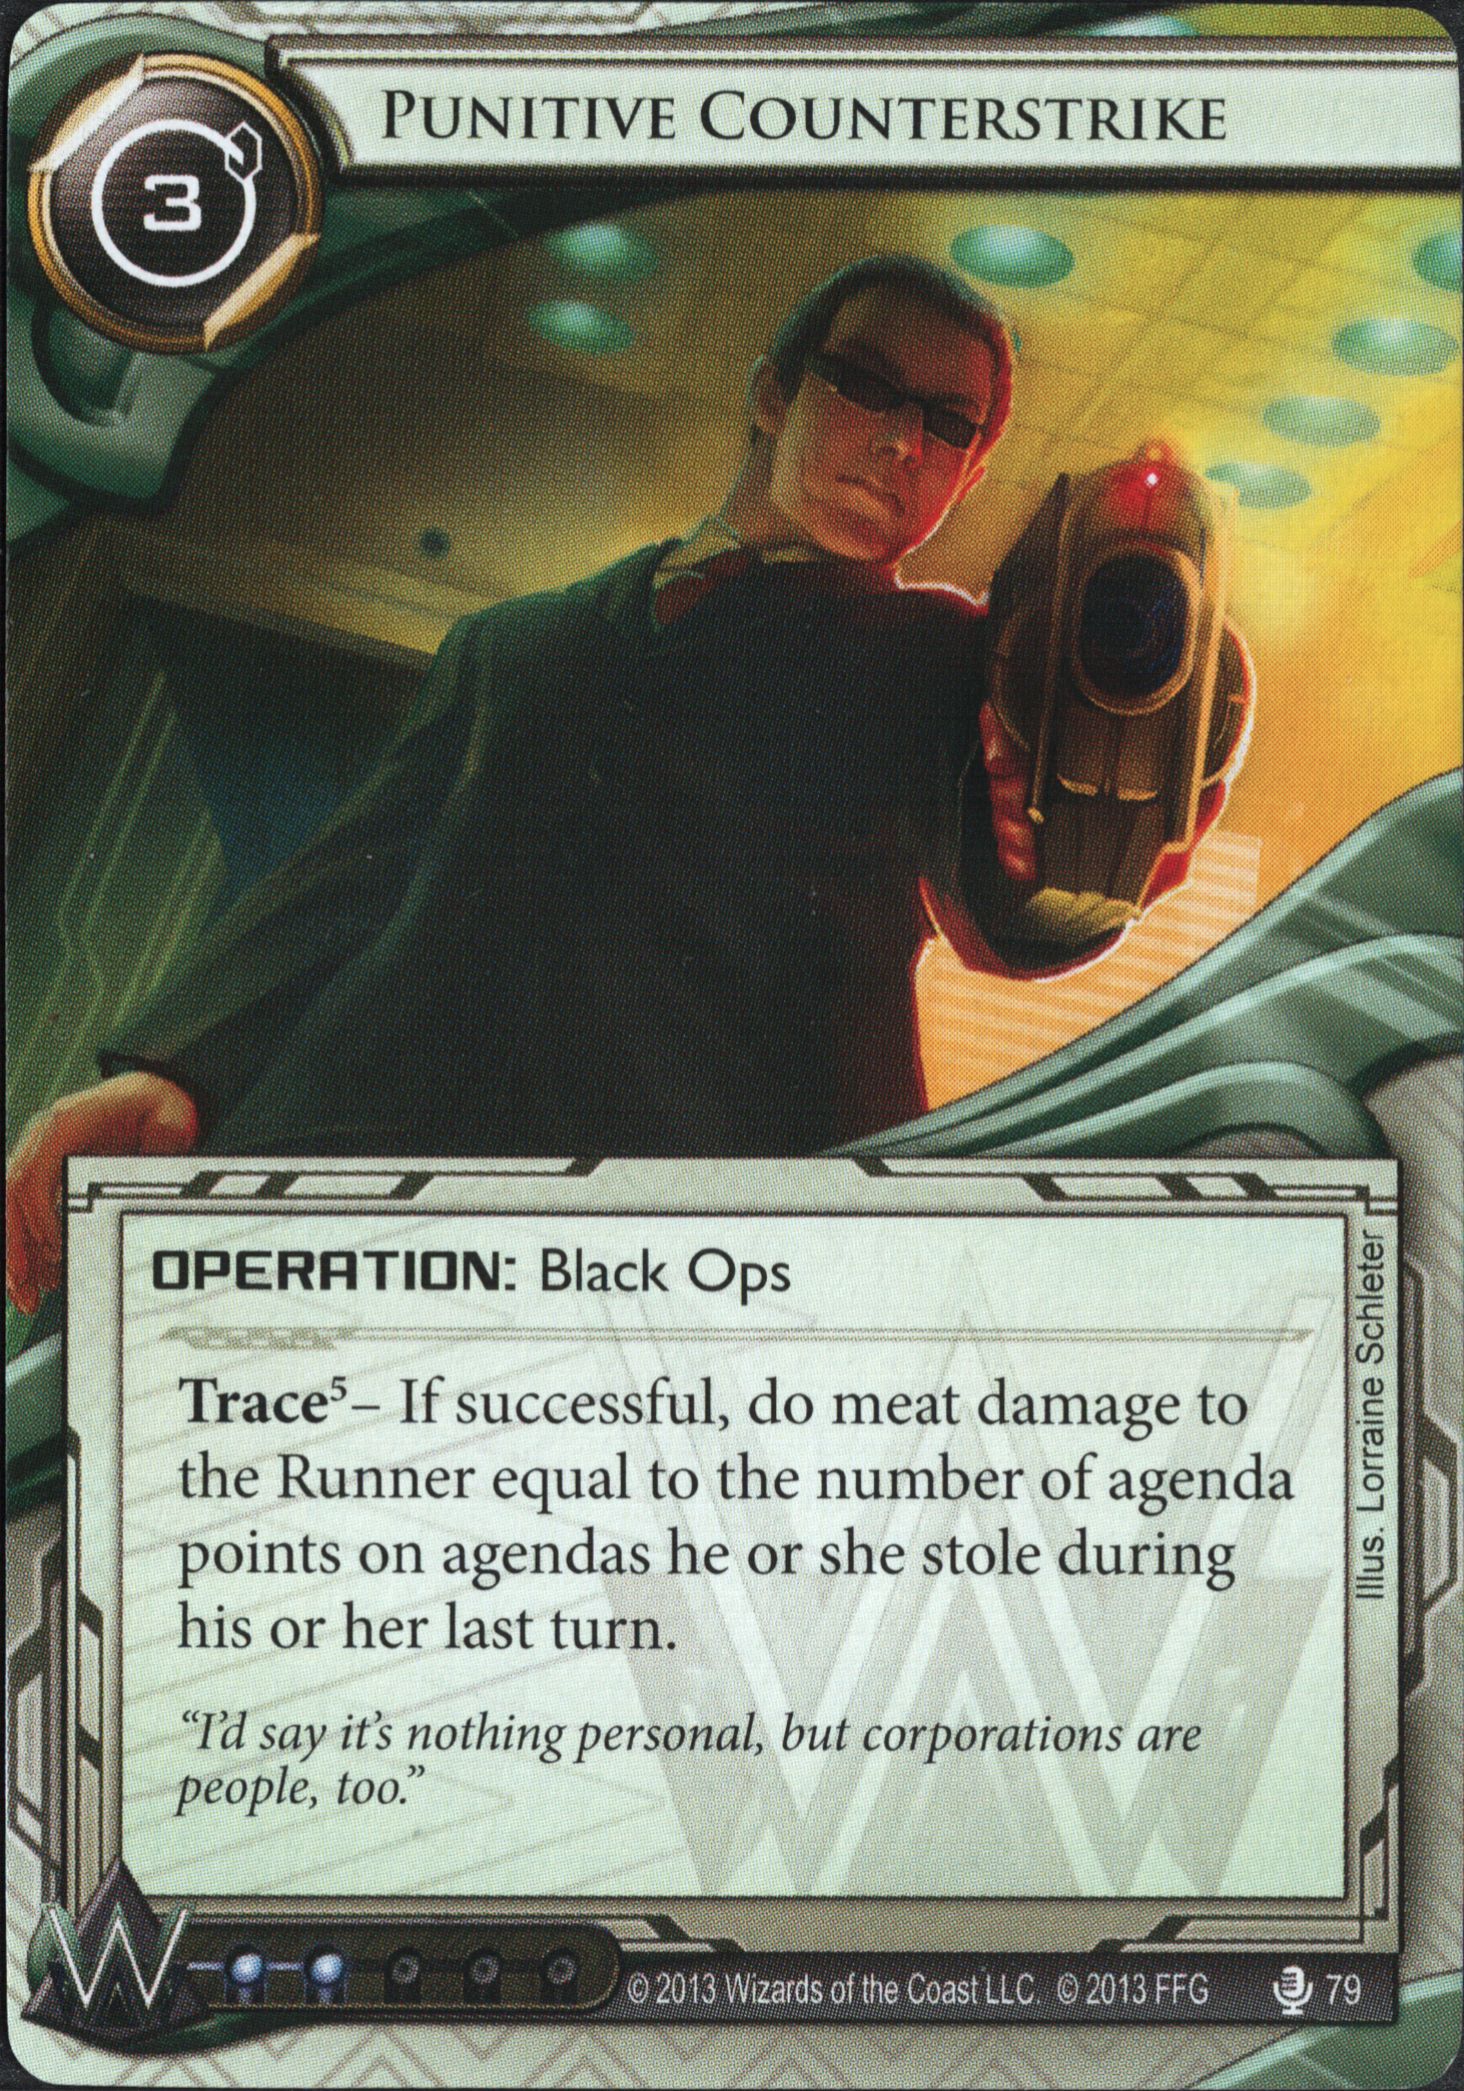 3
PUNITIVE COUNTERSTRIKE
OPERATION: Black Ops
Trace⁵– If successful, do meat damage to
the Runner equal to the number of agenda
points on agendas he or she stole during
his or her last turn.
“I’d say it’s nothing personal, but corporations are
people, too.”
Illus. Lorraine Schleter
W
© 2013 Wizards of the Coast LLC. © 2013 FFG
79